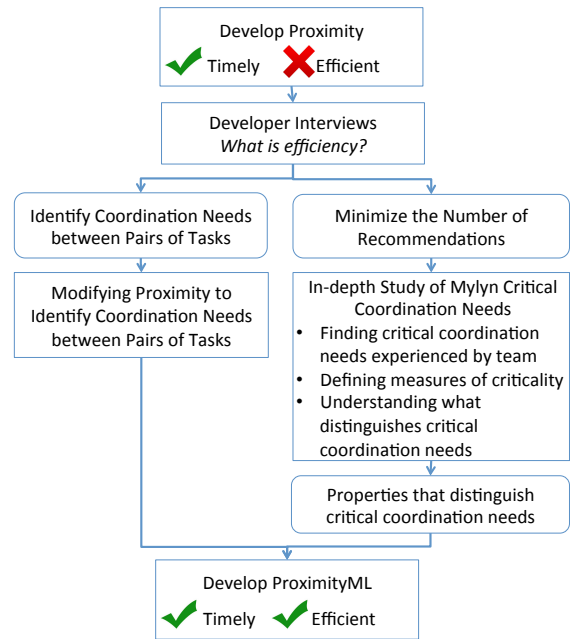 Develop Proximity
Timely Efficient
Developer Interviews
What is efficiency?
Identify Coordination Needs
between Pairs of Tasks
Minimize the Number of
Recommendations
Modifying Proximity to
Identify Coordination Needs
between Pairs of Tasks
In-depth Study of Mylyn Critical
Coordination Needs
• Finding critical coordination
needs experienced by team
• Defining measures of criticality
• Understanding what
distinguishes critical
coordination needs
Properties that distinguish
critical coordination needs
Develop ProximityML
Timely Efficient